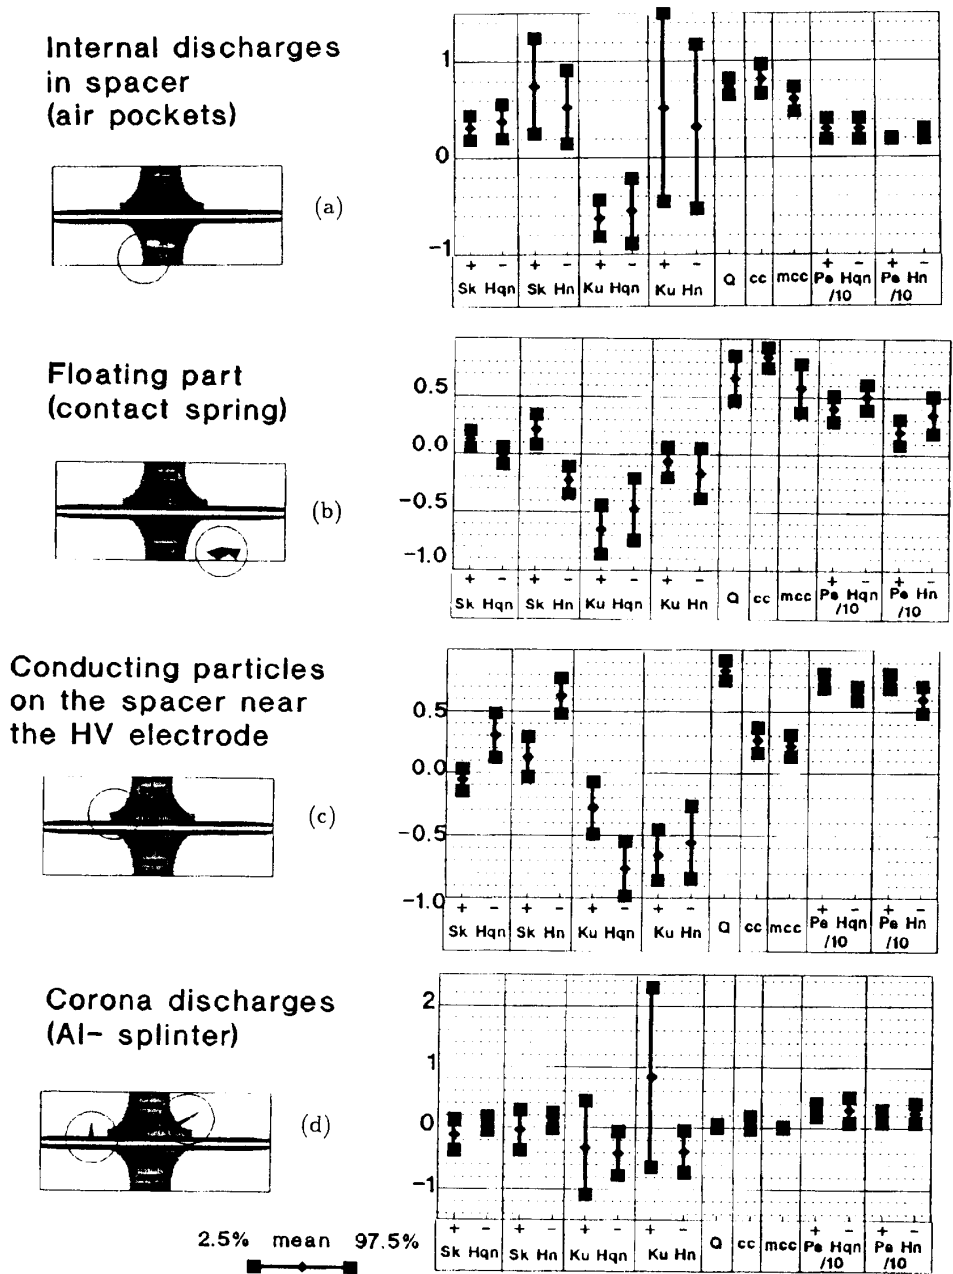 Internal discharges
in spacer
(air pockets)
(a)
1
0
−1
+ − + − + − + − + − + −
Sk Hqn Sk Hn Ku Hqn Ku Hn Q cc mcc Pe Hqn Pe Hn
/10 /10
Floating part
(contact spring)
(b)
0.5
0.0
−0.5
−1.0
+ − + − + − + − + − + −
Sk Hqn Sk Hn Ku Hqn Ku Hn Q cc mcc Pe Hqn Pe Hn
/10 /10
Conducting particles
on the spacer near
the HV electrode
(c)
0.5
0.0
−0.5
−1.0
+ − + − + − + − + − + −
Sk Hqn Sk Hn Ku Hqn Ku Hn Q cc mcc Pe Hqn Pe Hn
/10 /10
Corona discharges
(Al− splinter)
(d)
2
1
0
−1
+ − + − + − + − + − + −
Sk Hqn Sk Hn Ku Hqn Ku Hn Q cc mcc Pe Hqn Pe Hn
/10 /10
2.5% mean 97.5%